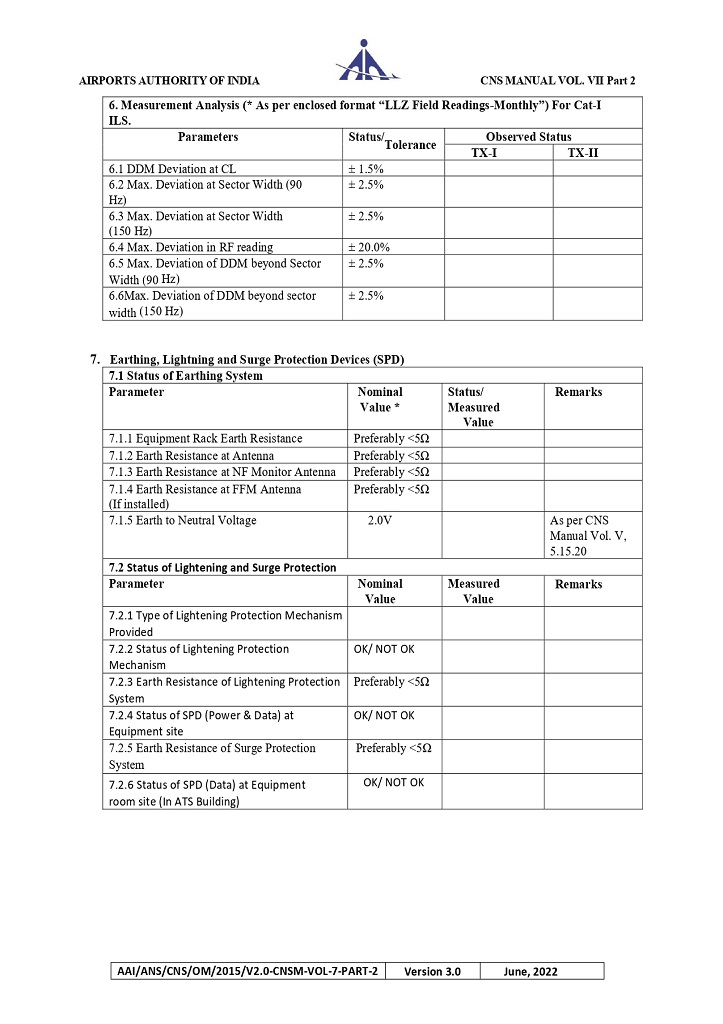 AIRPORTS AUTHORITY OF INDIA CNS MANUAL VOL. VII Part 2
6. Measurement Analysis (* As per enclosed format “LLZ Field Readings-Monthly”) For Cat-I
ILS.
Parameters Status/Tolerance Observed Status
TX-I TX-II
6.1 DDM Deviation at CL ± 1.5%
6.2 Max. Deviation at Sector Width (90 ± 2.5%
Hz)
6.3 Max. Deviation at Sector Width ± 2.5%
(150 Hz)
6.4 Max. Deviation in RF reading ± 20.0%
6.5 Max. Deviation of DDM beyond Sector ± 2.5%
Width (90 Hz)
6.6Max. Deviation of DDM beyond sector ± 2.5%
width (150 Hz)
7. Earthing, Lightning and Surge Protection Devices (SPD)
7.1 Status of Earthing System
Parameter Nominal Status/ Remarks
Value * Measured
Value
7.1.1 Equipment Rack Earth Resistance Preferably <5Ω
7.1.2 Earth Resistance at Antenna Preferably <5Ω
7.1.3 Earth Resistance at NF Monitor Antenna Preferably <5Ω
7.1.4 Earth Resistance at FFM Antenna Preferably <5Ω
(If installed)
7.1.5 Earth to Neutral Voltage 2.0V As per CNS
Manual Vol. V,
5.15.20
7.2 Status of Lightening and Surge Protection
Parameter Nominal Measured Remarks
Value Value
7.2.1 Type of Lightening Protection Mechanism
Provided
7.2.2 Status of Lightening Protection OK/ NOT OK
Mechanism
7.2.3 Earth Resistance of Lightening Protection Preferably <5Ω
System
7.2.4 Status of SPD (Power & Data) at OK/ NOT OK
Equipment site
7.2.5 Earth Resistance of Surge Protection Preferably <5Ω
System
7.2.6 Status of SPD (Data) at Equipment OK/ NOT OK
room site (In ATS Building)
AAI/ANS/CNS/OM/2015/V2.0-CNSM-VOL-7-PART-2 Version 3.0 June, 2022